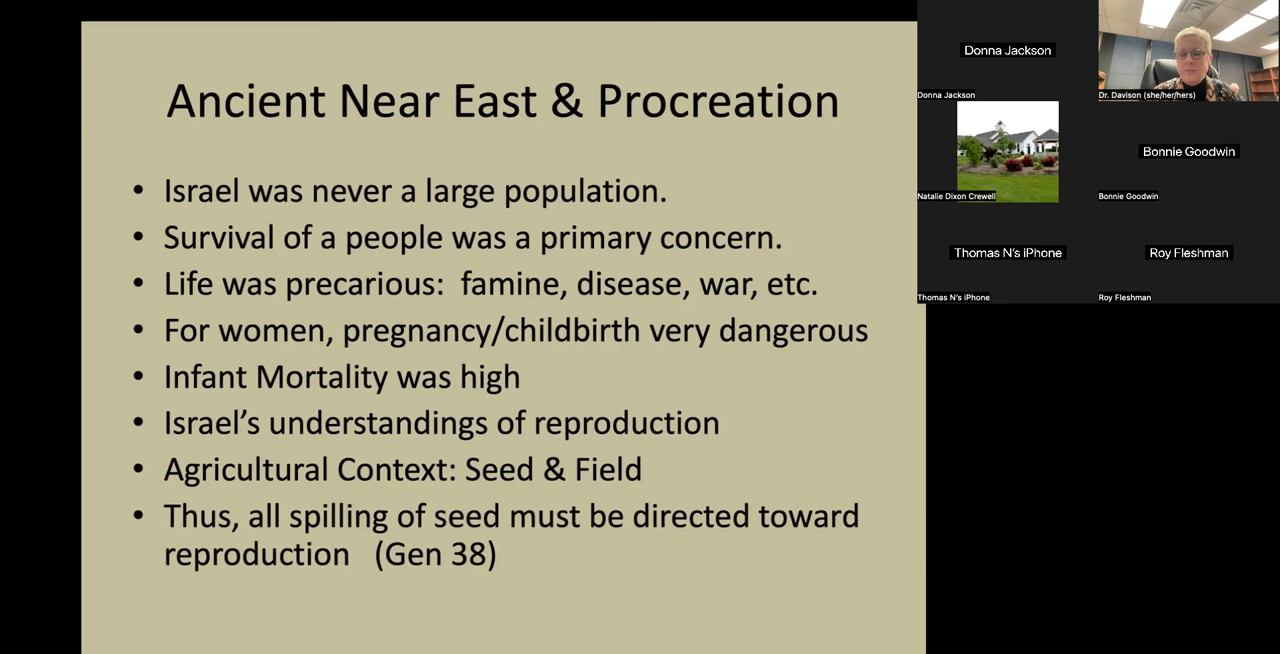 Ancient Near East & Procreation
• Israel was never a large population.
• Survival of a people was a primary concern.
• Life was precarious:  famine, disease, war, etc.
• For women, pregnancy/childbirth very dangerous
• Infant Mortality was high
• Israel’s understandings of reproduction
• Agricultural Context: Seed & Field
• Thus, all spilling of seed must be directed toward
reproduction   (Gen 38)
Donna Jackson
Donna Jackson
Dr. Davison (she/her/hers)
Natalie Dixon Crewell
Bonnie Goodwin
Bonnie Goodwin
Thomas N’s iPhone
Thomas N’s iPhone
Roy Fleshman
Roy Fleshman